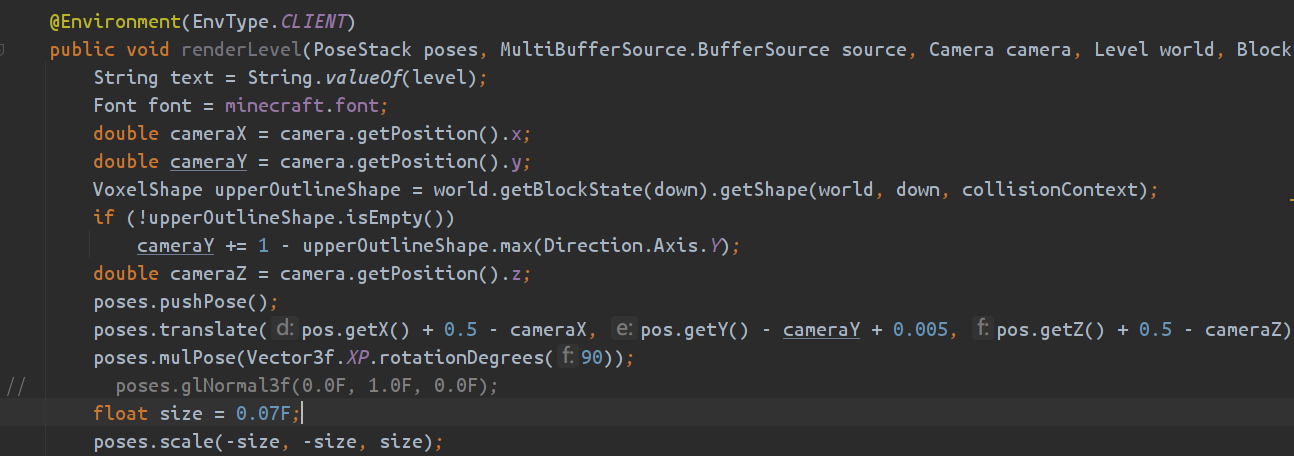 @Environment(EnvType.CLIENT)
public void renderLevel(PoseStack poses, MultiBufferSource.BufferSource source, Camera camera, Level world, Block
String text = String.valueOf(level);
Font font = minecraft.font;
double cameraX = camera.getPosition().x;
double cameraY = camera.getPosition().y;
VoxelShape upperOutlineShape = world.getBlockState(down).getShape(world, down, collisionContext);
if (!upperOutlineShape.isEmpty())
cameraY += 1 - upperOutlineShape.max(Direction.Axis.Y);
double cameraZ = camera.getPosition().z;
poses.pushPose();
poses.translate( d: pos.getX() + 0.5 - cameraX, e: pos.getY() - cameraY + 0.005, f: pos.getZ() + 0.5 - cameraZ)
poses.mulPose(Vector3f.XP.rotationDegrees( f: 90));
// poses.glNormal3f(0.0F, 1.0F, 0.0F);
float size = 0.07F;
poses.scale(-size, -size, size);